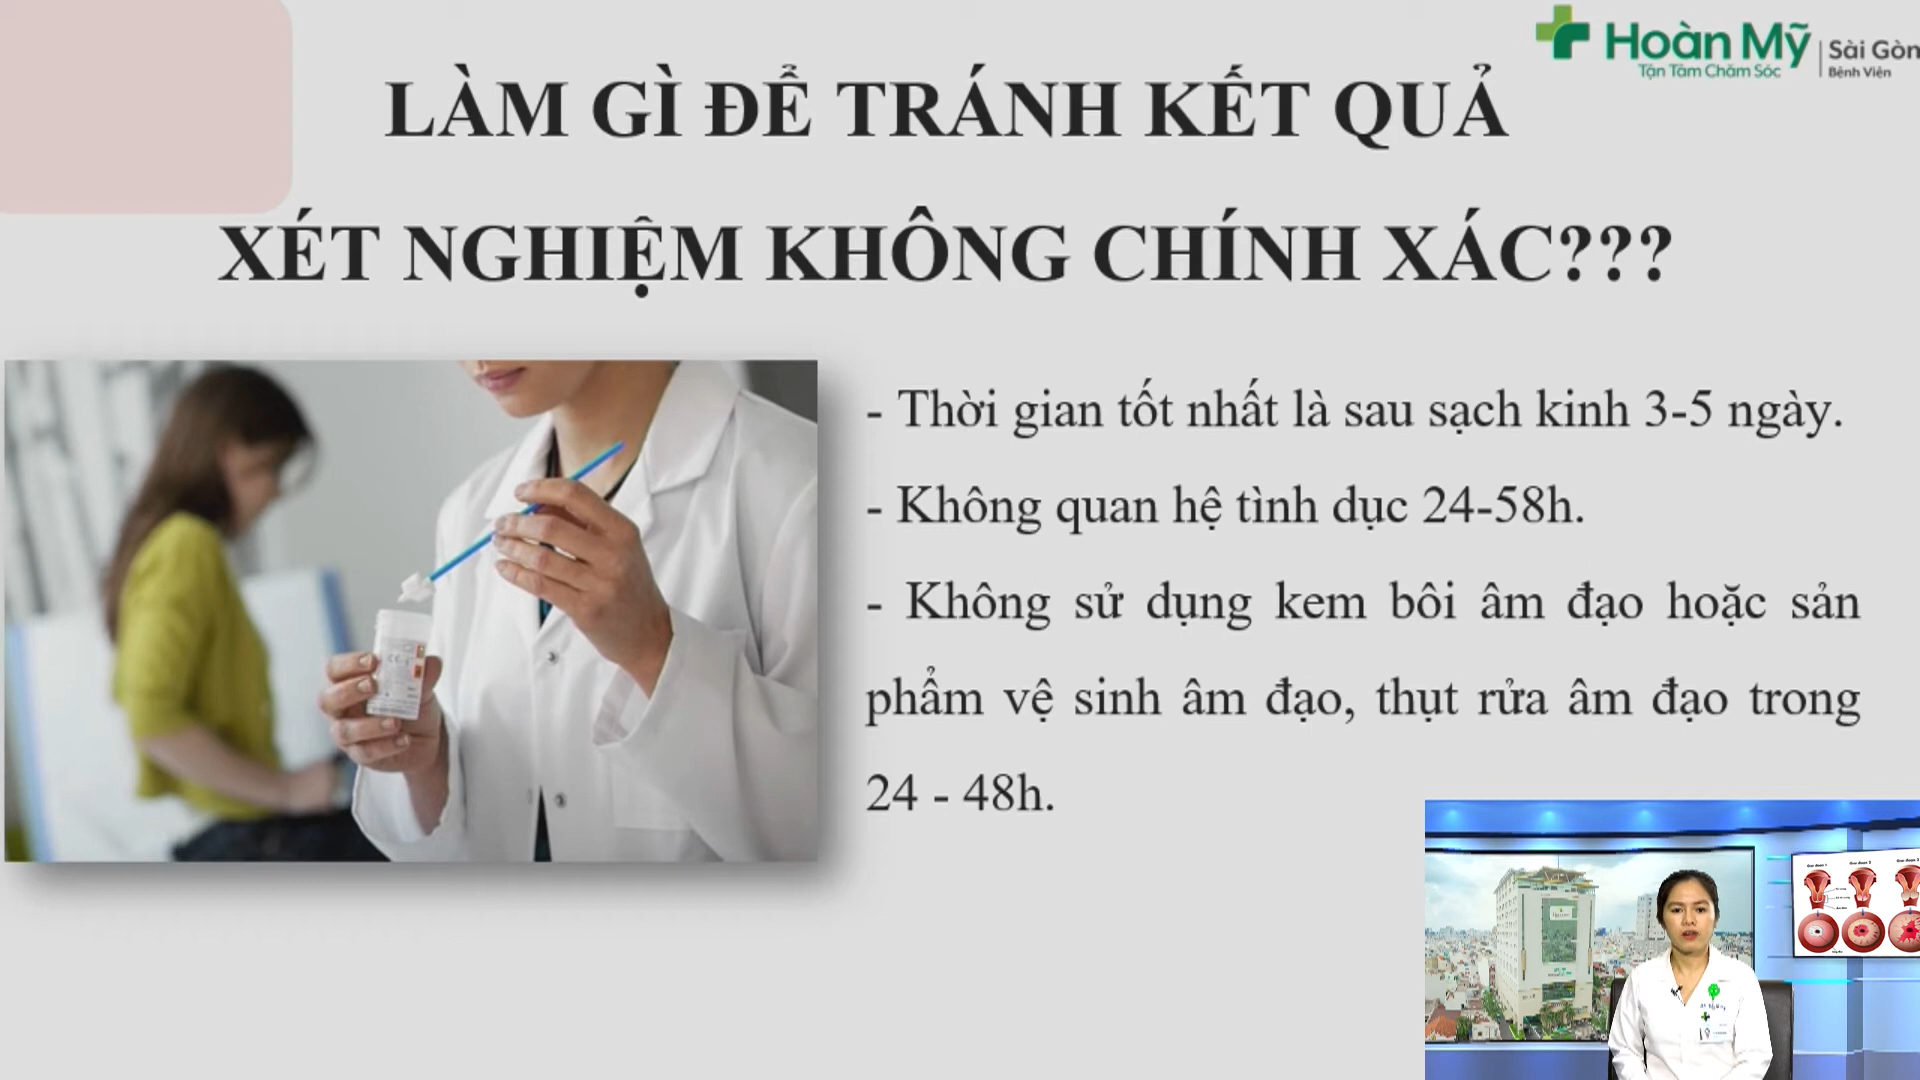 Hoàn Mỹ
Tận Tâm Chăm Sóc
Sài Gòn
Bệnh Viện
LÀM GÌ ĐỂ TRÁNH KẾT QUẢ
XÉT NGHIỆM KHÔNG CHÍNH XÁC???
- Thời gian tốt nhất là sau sạch kinh 3-5 ngày.
- Không quan hệ tình dục 24-58h.
- Không sử dụng kem bôi âm đạo hoặc sản
phẩm vệ sinh âm đạo, thụt rửa âm đạo trong
24 - 48h.